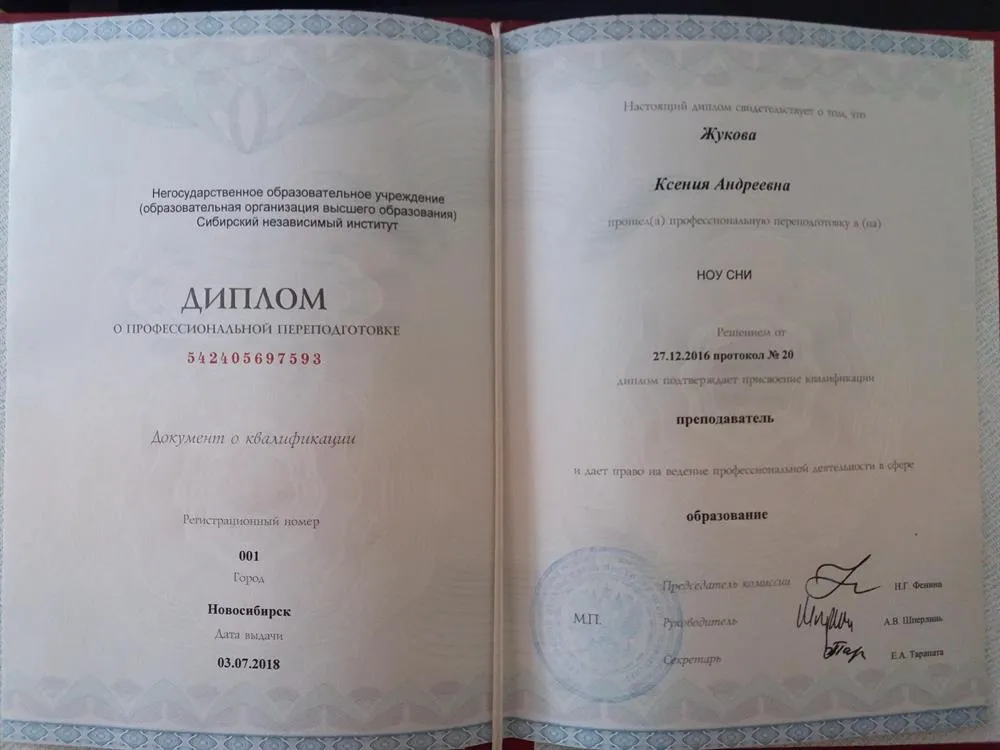 Негосударственное образовательное учреждение
(образовательная организация высшего образования)
Сибирский независимый институт
ДИПЛОМ
О ПРОФЕССИОНАЛЬНОЙ ПЕРЕПОДГОТОВКЕ
542405697593
Документ о квалификации
Регистрационный номер
001
Город
Новосибирск
Дата выдачи
03.07.2018
Настоящий диплом свидетельствует о том, что
Жукова
Ксения Андреевна
прошел(а) профессиональную переподготовку в (на)
НОУ СНИ
Решением от
27.12.2016 протокол № 20
диплом подтверждает присвоение квалификации
преподаватель
и дает право на ведение профессиональной деятельности в сфере
образование
Председатель комиссии
Н.Г. Фенина
М.П.
Руководитель
А.В. Шперлинь
Секретарь
Е.А. Тарапата